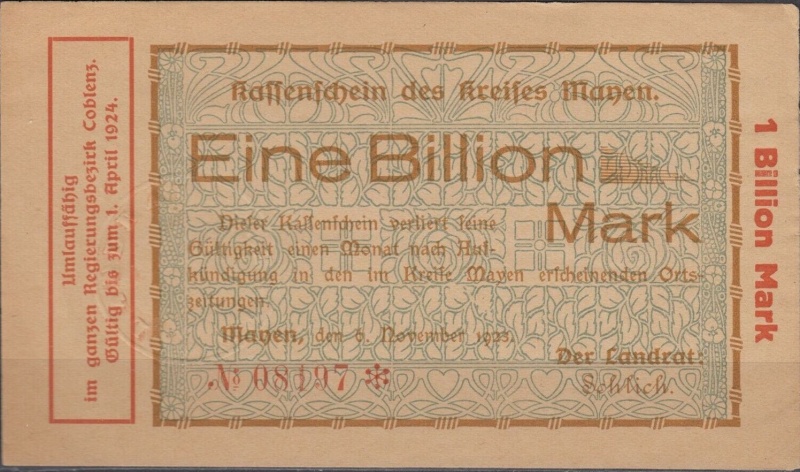 Umlauffähig
im ganzen Regierungsbezirk Coblenz.
Gültig bis zum 1. April 1924.
Kassenschein des Kreises Mayen.
Eine Billion
Mark
Dieser Kassenschein verliert seine
Gültigkeit einen Monat nach Auf-
kündigung in den im Kreise Mayen erscheinenden Orts-
zeitungen.
Mayen, den 6. November 1923.
Der Landrat:
Schlich.
№ 08197 ✻
1 Billion Mark